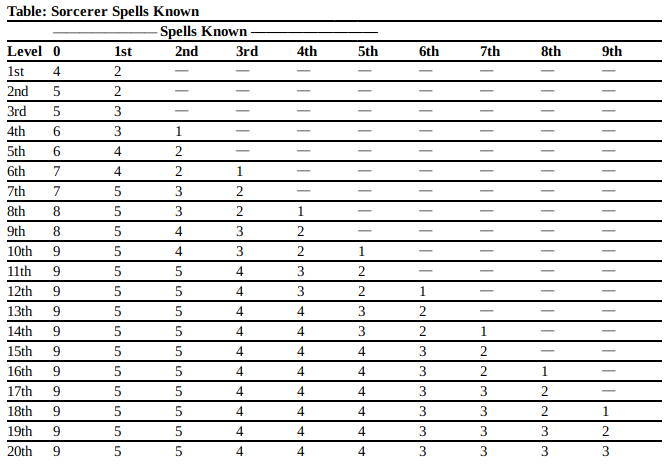 Table: Sorcerer Spells Known
—————————— Spells Known ——————————
Level 0 1st 2nd 3rd 4th 5th 6th 7th 8th 9th
1st 4 2 — — — — — — — —
2nd 5 2 — — — — — — — —
3rd 5 3 — — — — — — — —
4th 6 3 1 — — — — — — —
5th 6 4 2 — — — — — — —
6th 7 4 2 1 — — — — — —
7th 7 5 3 2 — — — — — —
8th 8 5 3 2 1 — — — — —
9th 8 5 4 3 2 — — — — —
10th 9 5 4 3 2 1 — — — —
11th 9 5 5 4 3 2 — — — —
12th 9 5 5 4 3 2 1 — — —
13th 9 5 5 4 4 3 2 — — —
14th 9 5 5 4 4 3 2 1 — —
15th 9 5 5 4 4 4 3 2 — —
16th 9 5 5 4 4 4 3 2 1 —
17th 9 5 5 4 4 4 3 3 2 —
18th 9 5 5 4 4 4 3 3 2 1
19th 9 5 5 4 4 4 3 3 3 2
20th 9 5 5 4 4 4 3 3 3 3